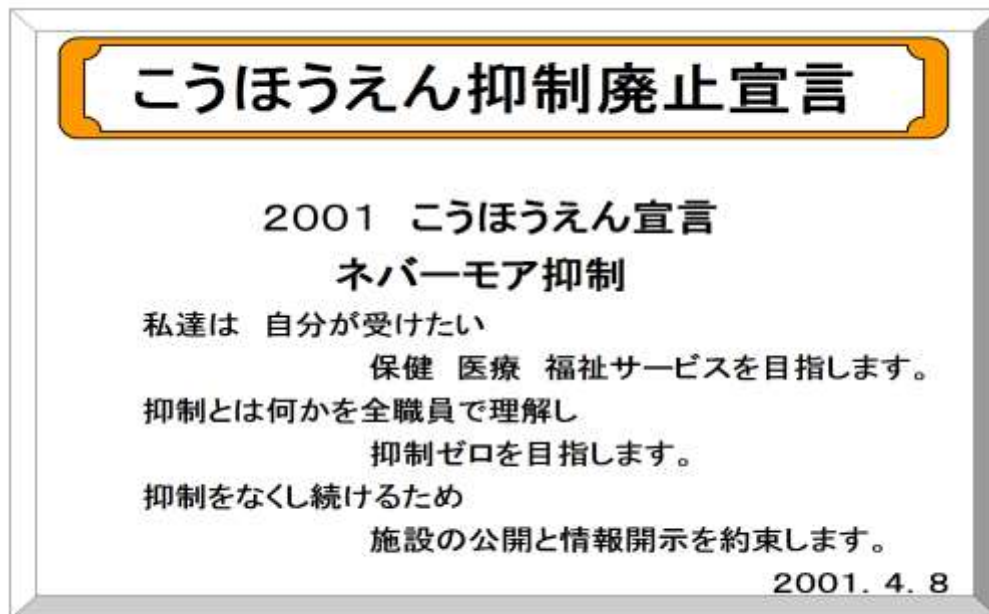 こうほうえん抑制廃止宣言
2001　こうほうえん宣言
ネバーモア抑制
私達は　自分が受けたい
保健　医療　福祉サービスを目指します。
抑制とは何かを全職員で理解し
抑制ゼロを目指します。
抑制をなくし続けるため
施設の公開と情報開示を約束します。
2001．4．8